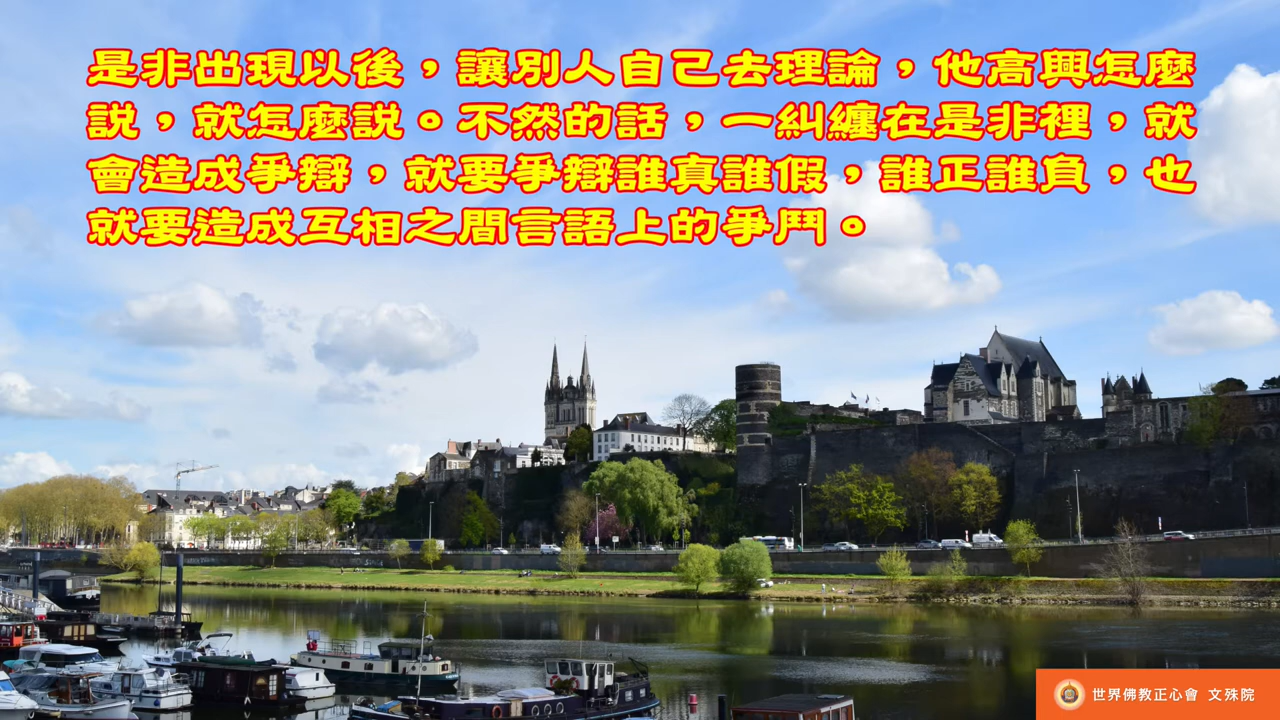 是非出現以後，讓別人自己去理論，他高興怎麼
說，就怎麼說。不然的話，一糾纏在是非裡，就
會造成爭辯，就要爭辯誰真誰假，誰正誰負，也
就要造成互相之間言語上的爭鬥。
世界佛教正心會 文殊院